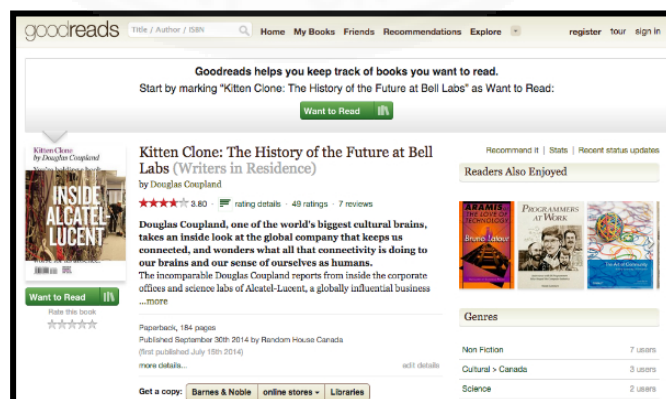 goodreads
Title / Author / ISBN
Home My Books Friends Recommendations Explore
register tour sign in
Goodreads helps you keep track of books you want to read.
Start by marking "Kitten Clone: The History of the Future at Bell Labs" as Want to Read:
Want to Read
Kitten Clone
by Douglas Coupland
INSIDE
ALCATEL-
LUCENT
Want to Read
Rate this book
Kitten Clone: The History of the Future at Bell
Labs (Writers in Residence)
by Douglas Coupland
3.80 · rating details · 49 ratings · 7 reviews
Douglas Coupland, one of the world's biggest cultural brains,
takes an inside look at the global company that keeps us
connected, and wonders what all that connectivity is doing to
our brains and our sense of ourselves as humans.
The incomparable Douglas Coupland reports from inside the corporate
offices and science labs of Alcatel-Lucent, a globally influential business
...more
Paperback, 184 pages
Published September 30th 2014 by Random House Canada
(first published July 15th 2014)
more details...
edit details
Get a copy: Barnes & Noble online stores Libraries
Recommend It | Stats | Recent status updates
Readers Also Enjoyed
ARAMIS
THE LOVE OF
TECHNOLOGY
Bruno Latour
PROGRAMMERS
AT WORK
The Art of Community
Genres
Non Fiction 7 users
Cultural > Canada 3 users
Science 2 users